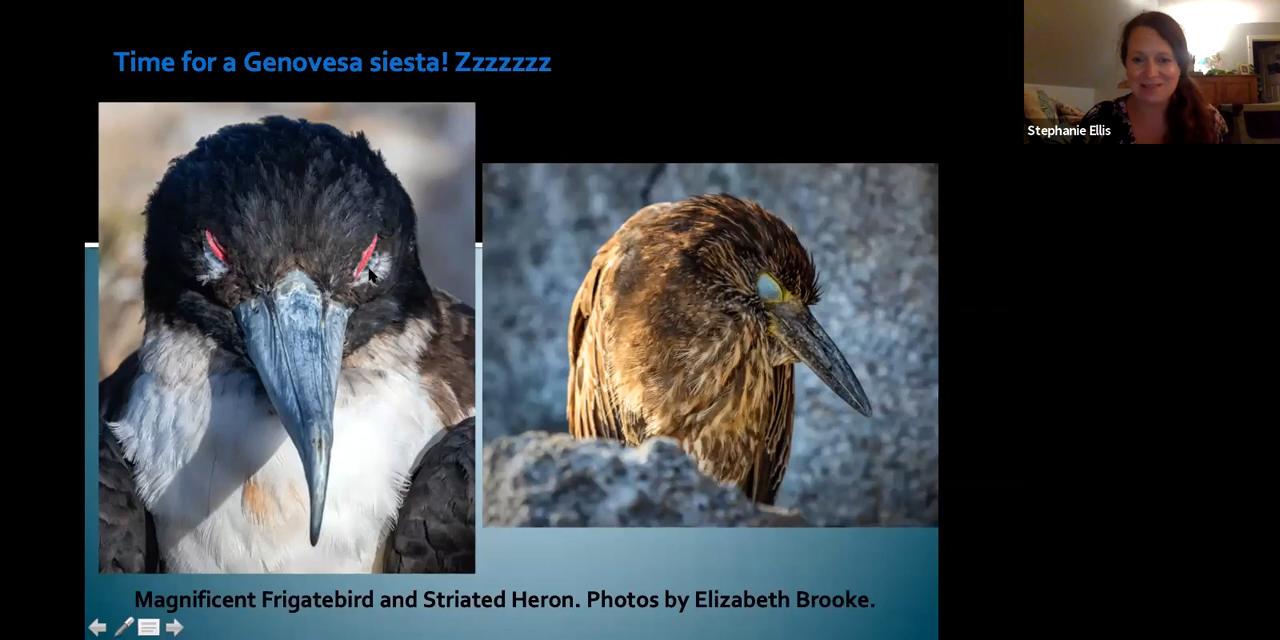 Time for a Genovesa siesta! Zzzzzzz
Stephanie Ellis
Magnificent Frigatebird and Striated Heron. Photos by Elizabeth Brooke.